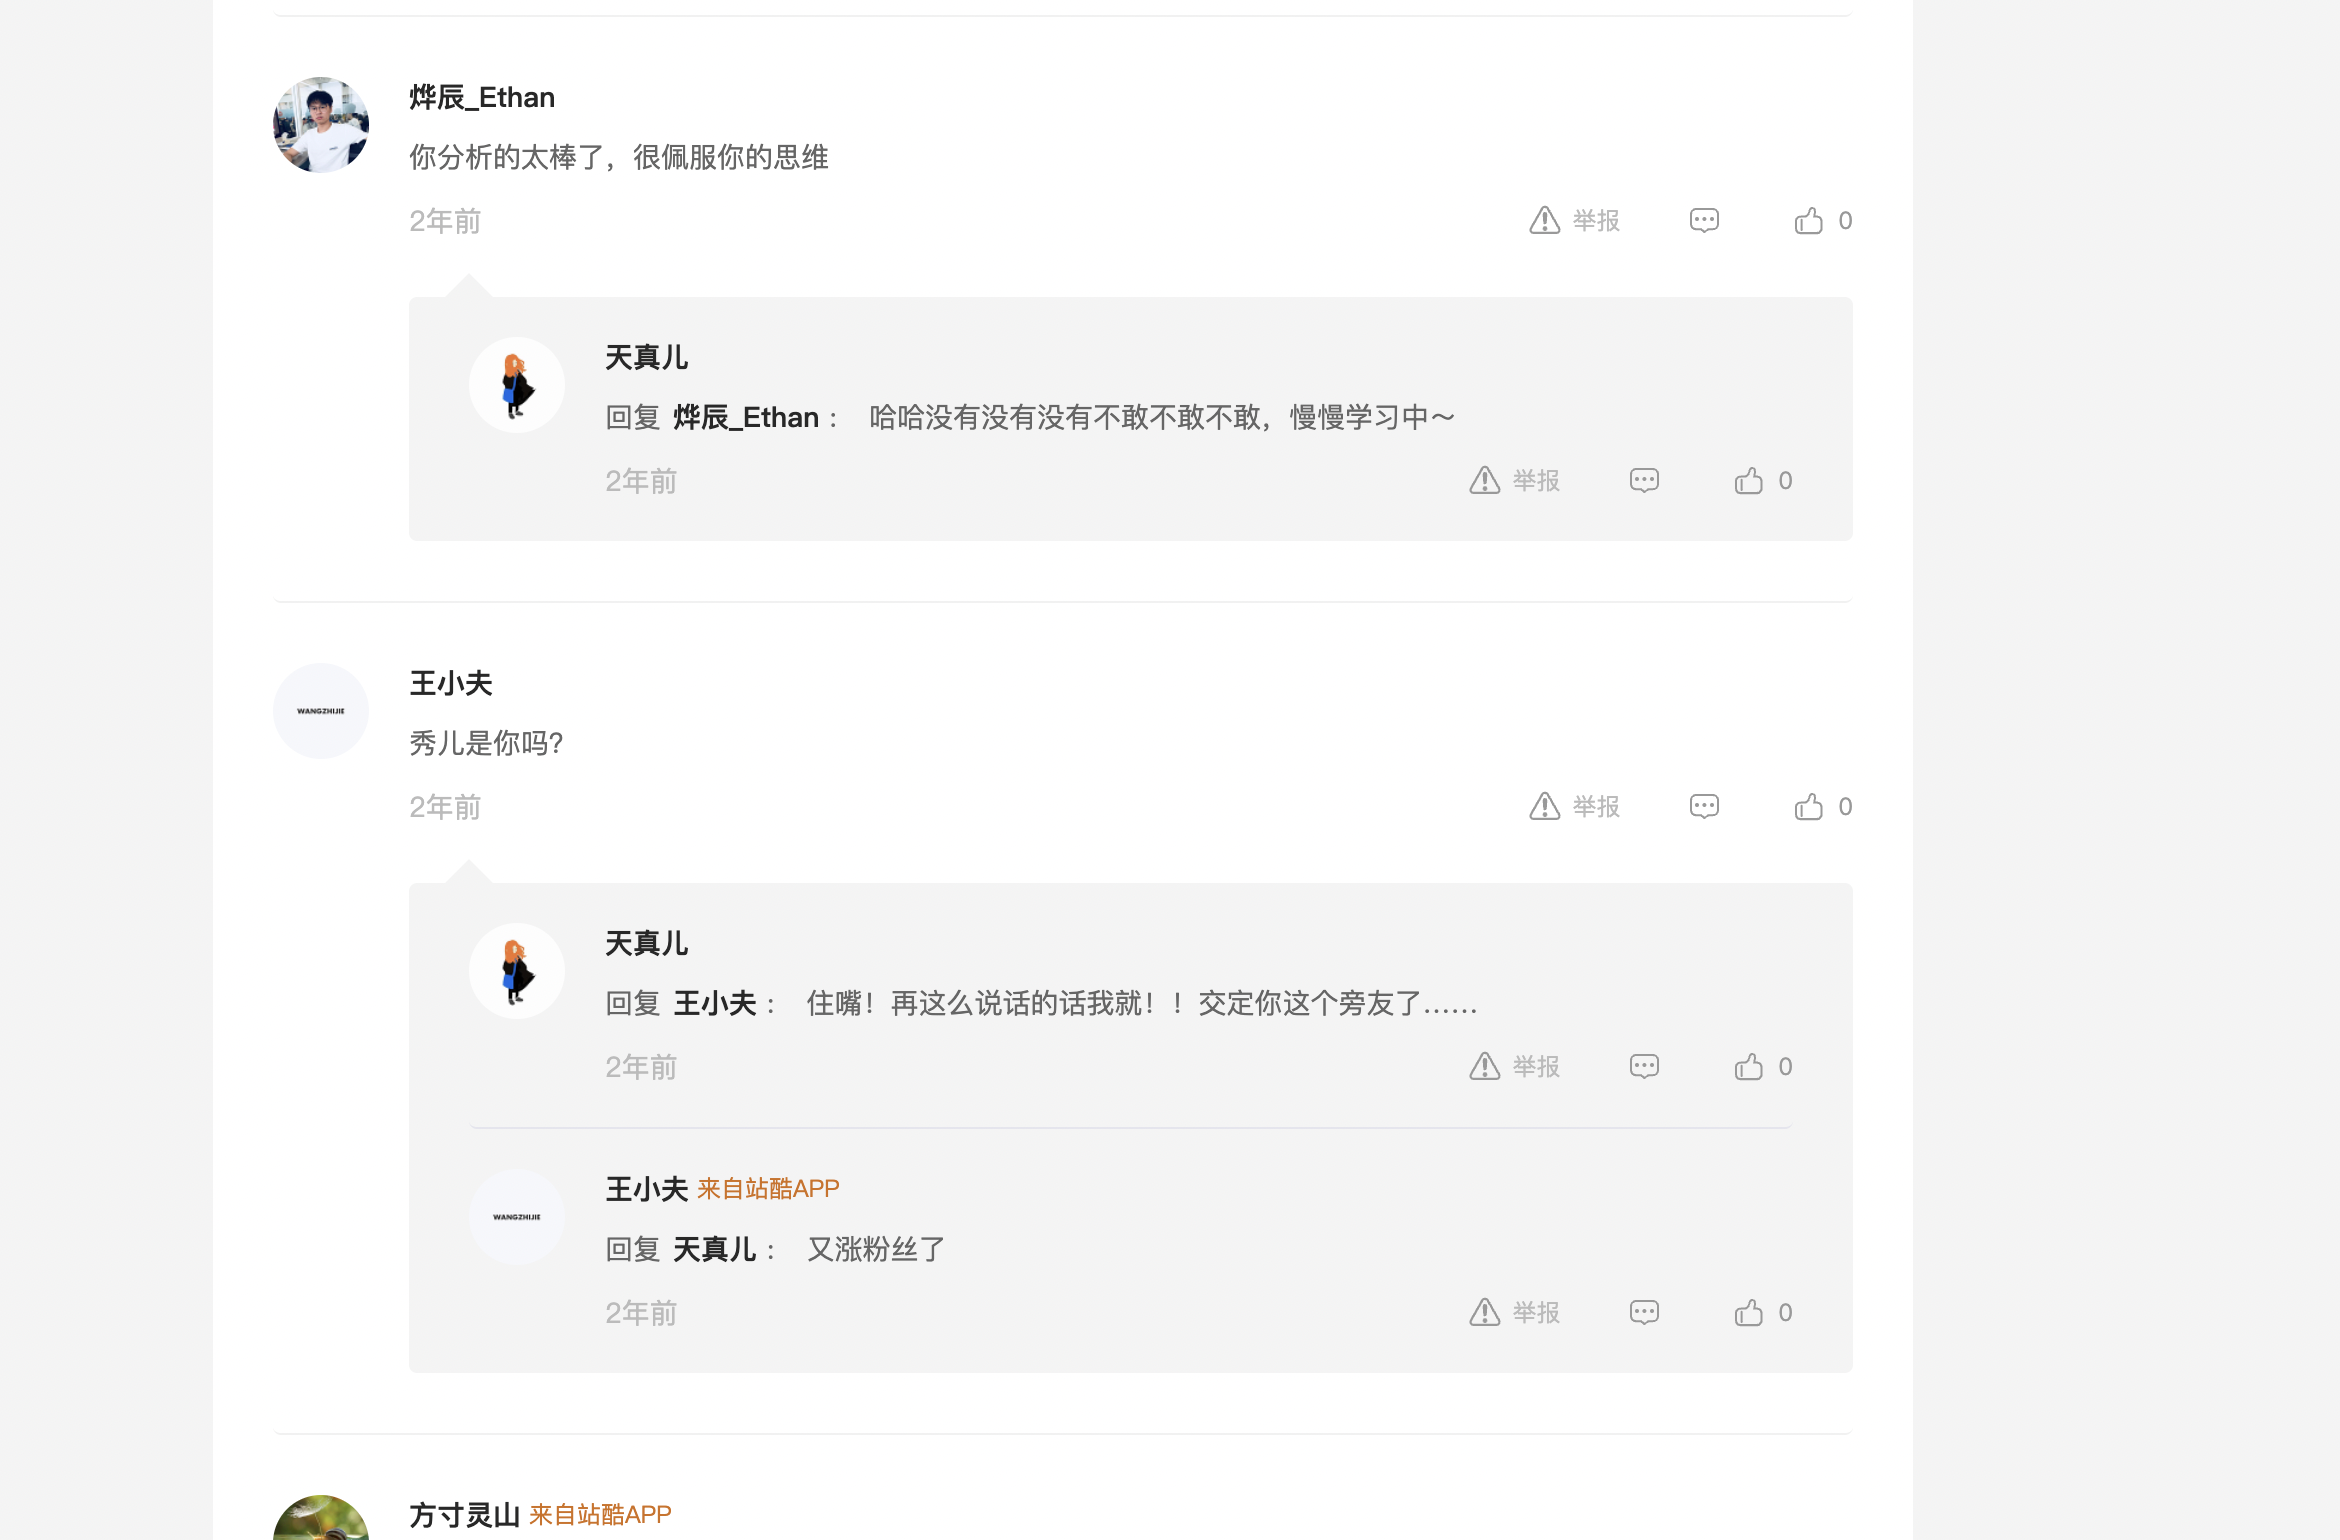 烨辰_Ethan
你分析的太棒了，很佩服你的思维
2年前 举报 0
天真儿
回复 烨辰_Ethan： 哈哈没有没有没有不敢不敢不敢，慢慢学习中～
2年前 举报 0
王小夫
WANGZHIJIE
秀儿是你吗?
2年前 举报 0
天真儿
回复 王小夫： 住嘴！再这么说话的话我就！！交定你这个旁友了……
2年前 举报 0
王小夫 来自站酷APP
WANGZHIJIE
回复 天真儿： 又涨粉丝了
2年前 举报 0
方寸灵山 来自站酷APP